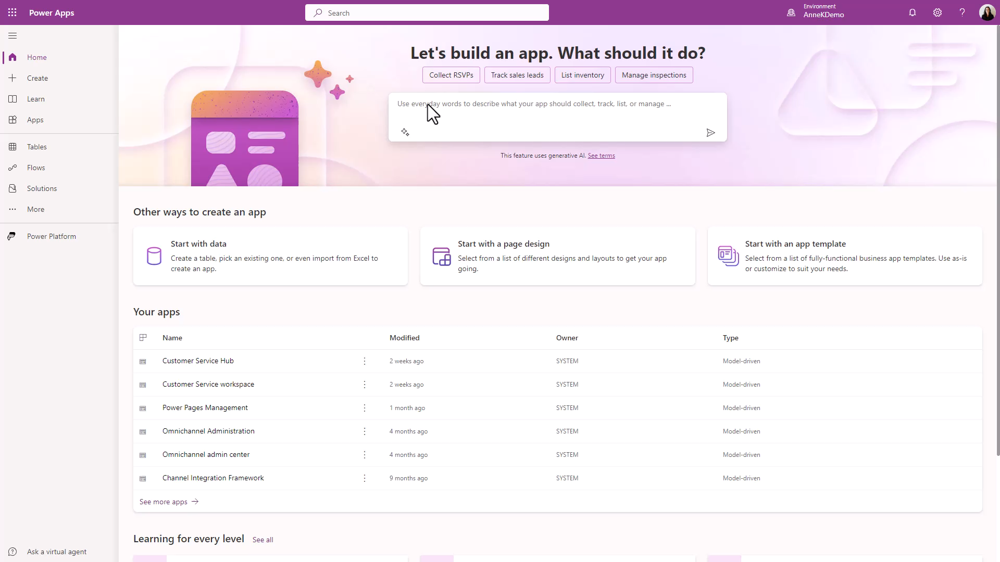 Power Apps
Search
Environment
AnneKDemo
Home
Create
Learn
Apps
Tables
Flows
Solutions
More
Power Platform
Ask a virtual agent
Let's build an app. What should it do?
Collect RSVPs
Track sales leads
List inventory
Manage inspections
Use everyday words to describe what your app should collect, track, list, or manage ...
This feature uses generative AI. See terms
Other ways to create an app
Start with data
Create a table, pick an existing one, or even import from Excel to
create an app.
Start with a page design
Select from a list of different designs and layouts to get your app
going.
Start with an app template
Select from a list of fully-functional business app templates. Use as-is
or customize to suit your needs.
Your apps
Name Modified Owner Type
Customer Service Hub 2 weeks ago SYSTEM Model-driven
Customer Service workspace 2 weeks ago SYSTEM Model-driven
Power Pages Management 1 month ago SYSTEM Model-driven
Omnichannel Administration 4 months ago SYSTEM Model-driven
Omnichannel admin center 4 months ago SYSTEM Model-driven
Channel Integration Framework 9 months ago SYSTEM Model-driven
See more apps
Learning for every level See all